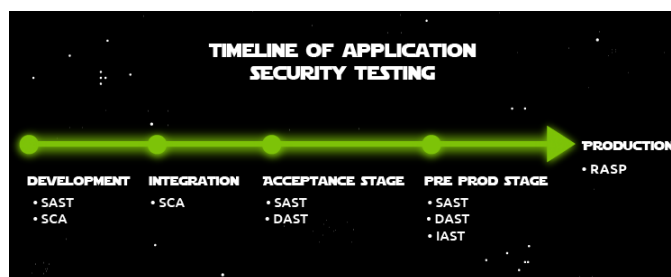 TIMELINE OF APPLICATION
SECURITY TESTING
DEVELOPMENT
• SAST
• SCA
INTEGRATION
• SCA
ACCEPTANCE STAGE
• SAST
• DAST
PRE PROD STAGE
• SAST
• DAST
• IAST
PRODUCTION
• RASP